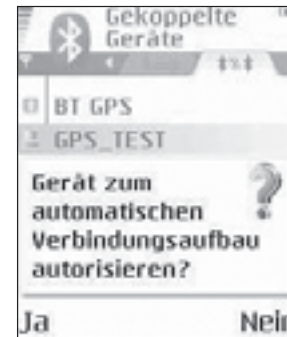 Gekoppelte
Geräte
BT GPS
GPS_TEST
Gerät zum
automatischen
Verbindungsaufbau
autorisieren?
Ja Nein